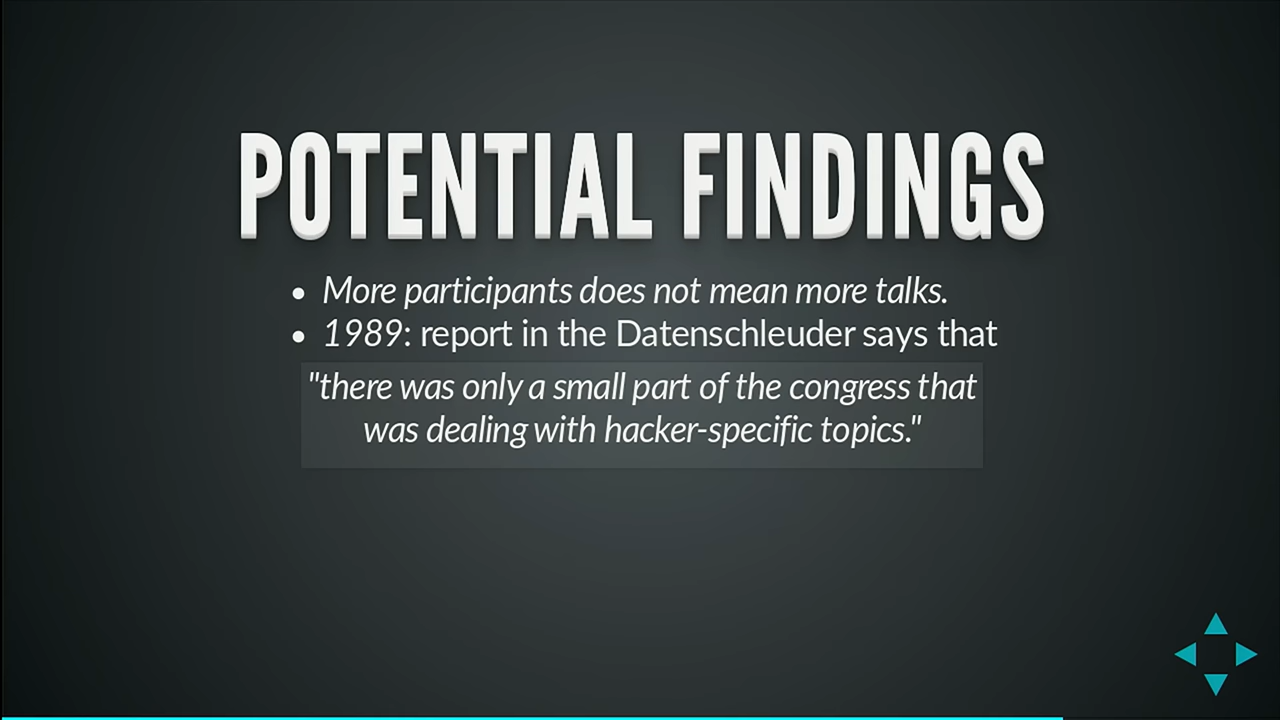 POTENTIAL FINDINGS
• More participants does not mean more talks.
• 1989: report in the Datenschleuder says that
"there was only a small part of the congress that
was dealing with hacker-specific topics."